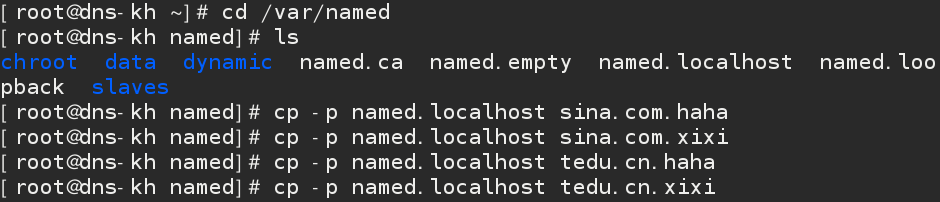 [root@dns-kh ~]# cd /var/named
[root@dns-kh named]# ls
chroot  data  dynamic  named.ca  named.empty  named.localhost  named.loo
pback  slaves
[root@dns-kh named]# cp -p named.localhost sina.com.haha
[root@dns-kh named]# cp -p named.localhost sina.com.xixi
[root@dns-kh named]# cp -p named.localhost tedu.cn.haha
[root@dns-kh named]# cp -p named.localhost tedu.cn.xixi